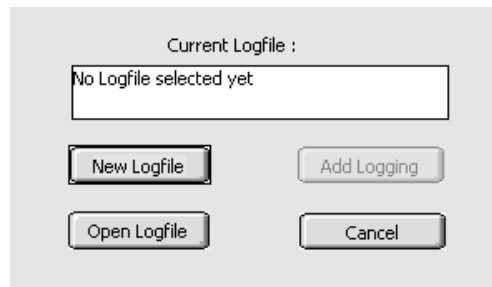 Current Logfile :
No Logfile selected yet
New Logfile
Add Logging
Open Logfile
Cancel